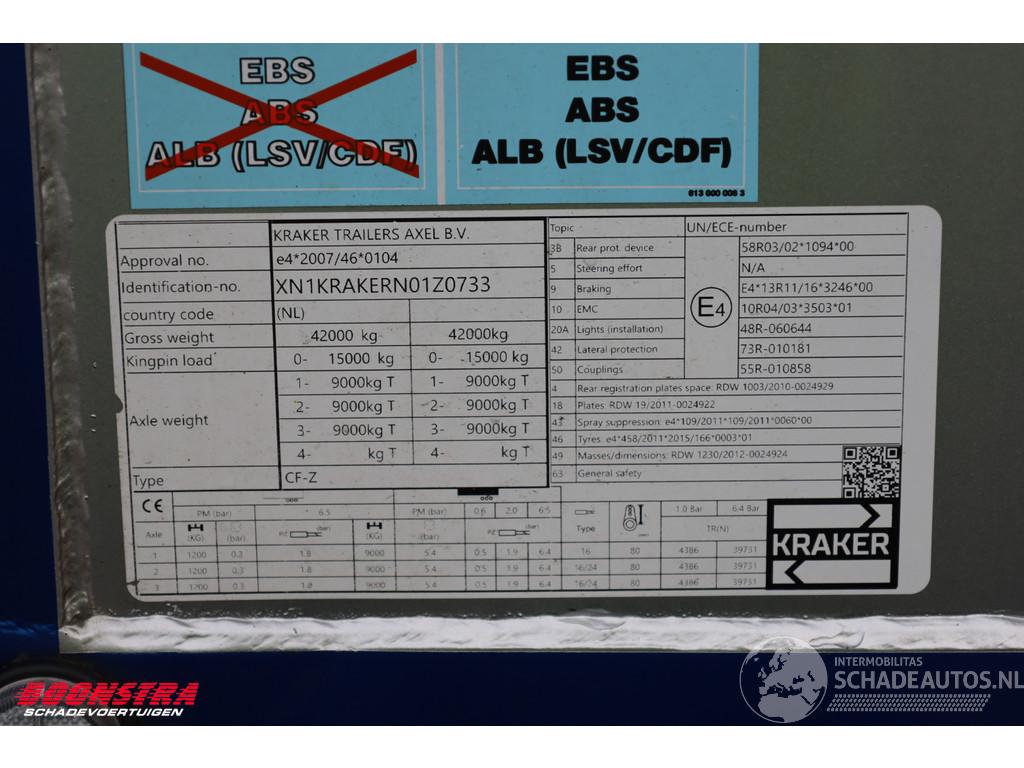 EBS
ABS
ALB (LSV/CDF)
EBS
ABS
ALB (LSV/CDF)
613 000 008 3
KRAKER TRAILERS AXEL B.V.
Approval no. e4*2007/46*0104
Identification-no. XN1KRAKERN01Z0733
country code (NL)
Gross weight 42000 kg 42000kg
Kingpin load 0- 15000 kg 0- 15000 kg
Axle weight
1- 9000kg T 1- 9000kg T
2- 9000kg T 2- 9000kg T
3- 9000kg T 3- 9000kg T
4- kg T 4- kg T
Type CF-Z
Topic UN/ECE-number
3B Rear prot. device 58R03/02*1094*00
5 Steering effort N/A
9 Braking E4*13R11/16*3246*00
10 EMC E4 10R04/03*3503*01
20A Lights (installation) 48R-060644
42 Lateral protection 73R-010181
50 Couplings 55R-010858
4 Rear registration plates space: RDW 1003/2010-0024929
18 Plates: RDW 19/2011-0024922
43 Spray suppression: e4*109/2011*109/2011*0060*00
46 Tyres: e4*458/2011*2015/166*0003*01
49 Masses/dimensions: RDW 1230/2012-0024924
63 General safety
CE PM (bar) 6.5 PM (bar) 0.6 2.0 6.5 1.0 Bar 6.4 Bar
Axle (KG) (bar) PZ (bar) (KG) PZ (bar) Type TR(N)
1 1200 0.3 1.8 9000 5.4 0.5 1.9 6.4 16 80 4386 39731
2 1200 0.3 1.8 9000 5.4 0.5 1.9 6.4 16/24 80 4386 39731
3 1200 0.3 1.8 9000 5.4 0.5 1.9 6.4 16/24 80 4386 39731
KRAKER
BOONSTRA
SCHADEVOERTUIGEN
INTERMOBILITAS
SCHADEAUTOS.NL